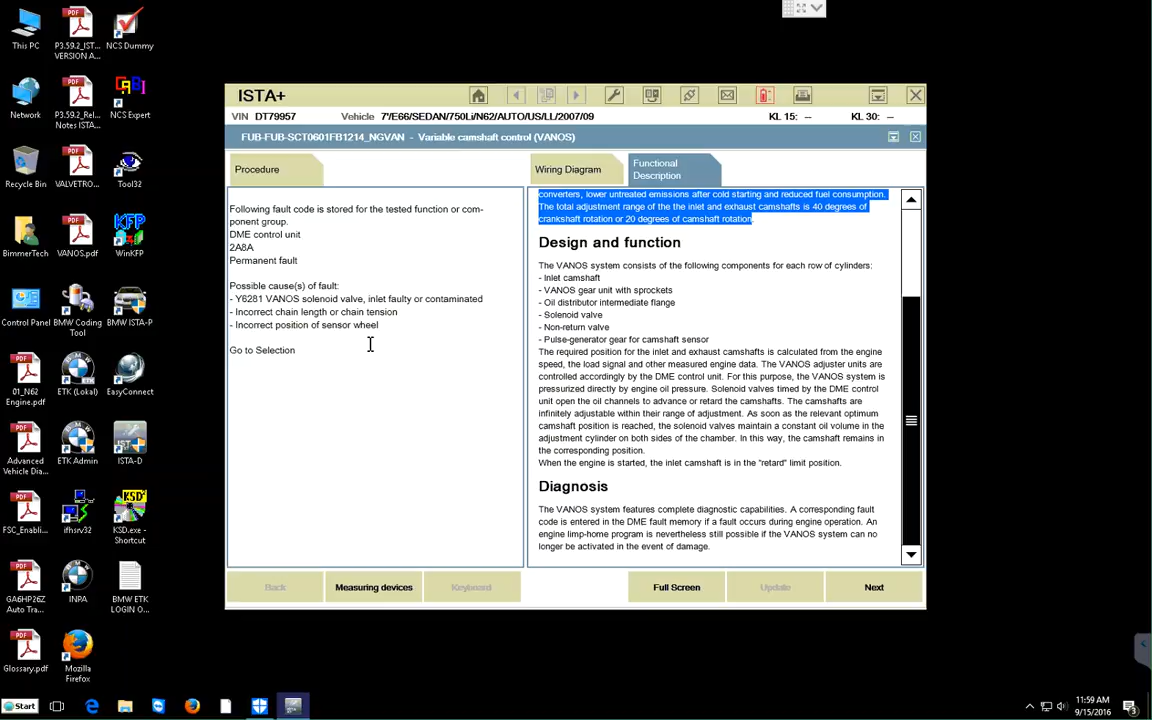 This PC
P3.59.2_IST...
VERSION A...
NCS Dummy
Network
P3.59.2_Rel...
Notes ISTA...
NCS Expert
Recycle Bin
VALVETRO...
Tool32
BimmerTech
VANOS.pdf
KFP
WinKFP
Control Panel
BMW Coding
Tool
BMW ISTA-P
01_N62
Engine.pdf
ETK (Lokal)
EasyConnect
Advanced
Vehicle Dia...
ETK Admin
ISTA-D
FSC_Enabli...
ifhsrv32
KSD
KSD.exe -
Shortcut
GA6HP26Z
Auto Tra...
INPA
BMW ETK
LOGIN O...
Glossary.pdf
Mozilla
Firefox
ISTA+
VIN DT79957 Vehicle 7'/E66/SEDAN/750Li/N62/AUTO/US/LL/2007/09 KL 15: -- KL 30: --
FUB-FUB-SCT0601FB1214_NGVAN - Variable camshaft control (VANOS)
Procedure
Following fault code is stored for the tested function or com-
ponent group.
DME control unit
2A8A
Permanent fault
Possible cause(s) of fault:
- Y6281 VANOS solenoid valve, inlet faulty or contaminated
- Incorrect chain length or chain tension
- Incorrect position of sensor wheel
Go to Selection
Wiring Diagram
Functional
Description
converters, lower untreated emissions after cold starting and reduced fuel consumption.
The total adjustment range of the the inlet and exhaust camshafts is 40 degrees of
crankshaft rotation or 20 degrees of camshaft rotation.
Design and function
The VANOS system consists of the following components for each row of cylinders:
- Inlet camshaft
- VANOS gear unit with sprockets
- Oil distributor intermediate flange
- Solenoid valve
- Non-return valve
- Pulse-generator gear for camshaft sensor
The required position for the inlet and exhaust camshafts is calculated from the engine
speed, the load signal and other measured engine data. The VANOS adjuster units are
controlled accordingly by the DME control unit. For this purpose, the VANOS system is
pressurized directly by engine oil pressure. Solenoid valves timed by the DME control
unit open the oil channels to advance or retard the camshafts. The camshafts are
infinitely adjustable within their range of adjustment. As soon as the relevant optimum
camshaft position is reached, the solenoid valves maintain a constant oil volume in the
adjustment cylinder on both sides of the chamber. In this way, the camshaft remains in
the corresponding position.
When the engine is started, the inlet camshaft is in the "retard" limit position.
Diagnosis
The VANOS system features complete diagnostic capabilities. A corresponding fault
code is entered in the DME fault memory if a fault occurs during engine operation. An
engine limp-home program is nevertheless still possible if the VANOS system can no
longer be activated in the event of damage.
Back
Measuring devices
Keyboard
Full Screen
Update
Next
Start
11:59 AM
9/15/2016